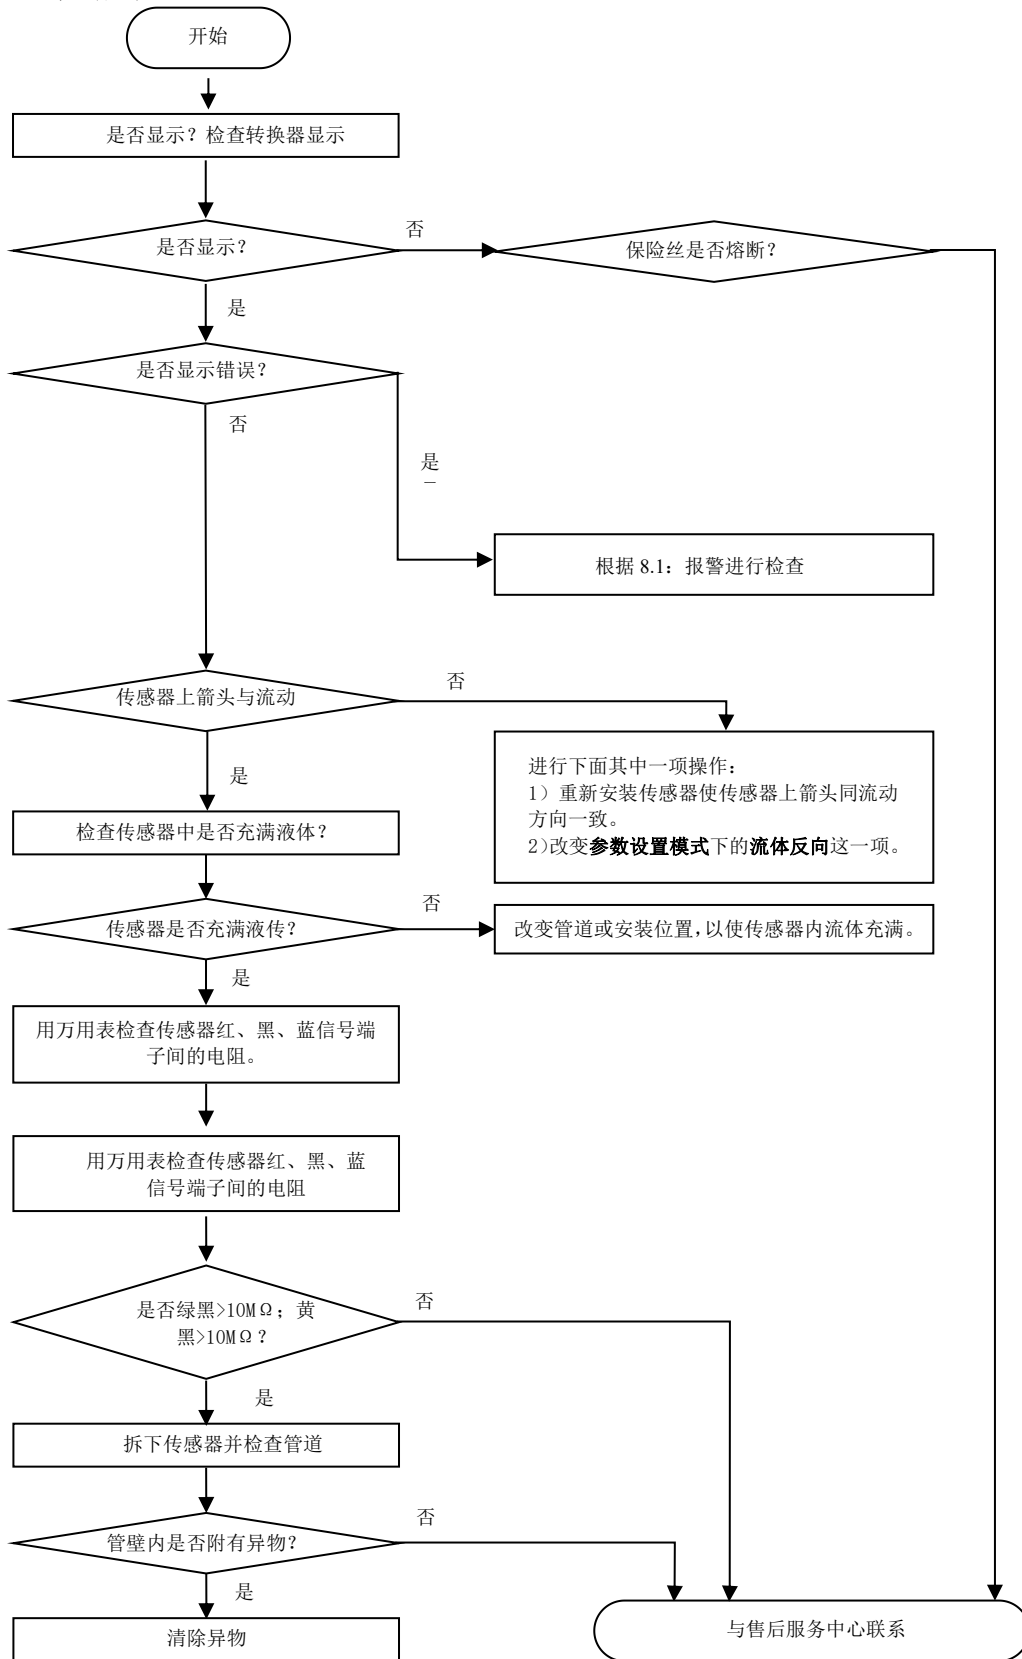 开始
是否显示？检查转换器显示
是否显示？
否
保险丝是否熔断？
是
是否显示错误？
否
是
根据 8.1：报警进行检查
传感器上箭头与流动
否
进行下面其中一项操作：
1）重新安装传感器使传感器上箭头同流动
方向一致。
2)改变参数设置模式下的流体反向这一项。
是
检查传感器中是否充满液体？
传感器是否充满液传？
否
改变管道或安装位置，以使传感器内流体充满。
是
用万用表检查传感器红、黑、蓝信号端
子间的电阻。
用万用表检查传感器红、黑、蓝
信号端子间的电阻
是否绿黑>10MΩ；黄
黑>10MΩ？
否
是
拆下传感器并检查管道
管壁内是否附有异物？
否
是
清除异物
与售后服务中心联系